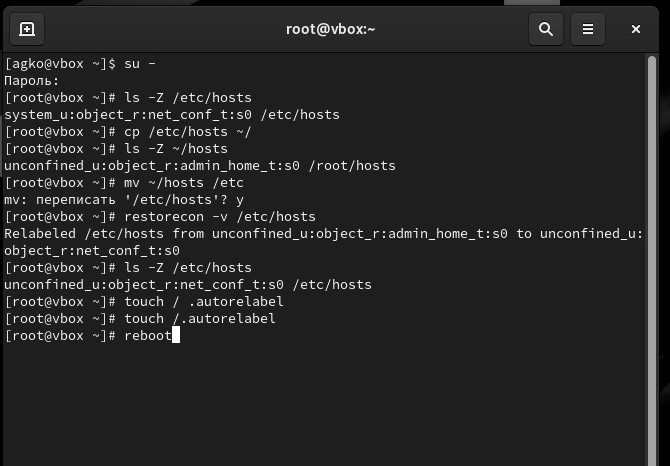 root@vbox:~
[agko@vbox ~]$ su -
Пароль:
[root@vbox ~]# ls -Z /etc/hosts
system_u:object_r:net_conf_t:s0 /etc/hosts
[root@vbox ~]# cp /etc/hosts ~/
[root@vbox ~]# ls -Z ~/hosts
unconfined_u:object_r:admin_home_t:s0 /root/hosts
[root@vbox ~]# mv ~/hosts /etc
mv: переписать '/etc/hosts'? y
[root@vbox ~]# restorecon -v /etc/hosts
Relabeled /etc/hosts from unconfined_u:object_r:admin_home_t:s0 to unconfined_u:
object_r:net_conf_t:s0
[root@vbox ~]# ls -Z /etc/hosts
unconfined_u:object_r:net_conf_t:s0 /etc/hosts
[root@vbox ~]# touch / .autorelabel
[root@vbox ~]# touch /.autorelabel
[root@vbox ~]# reboot